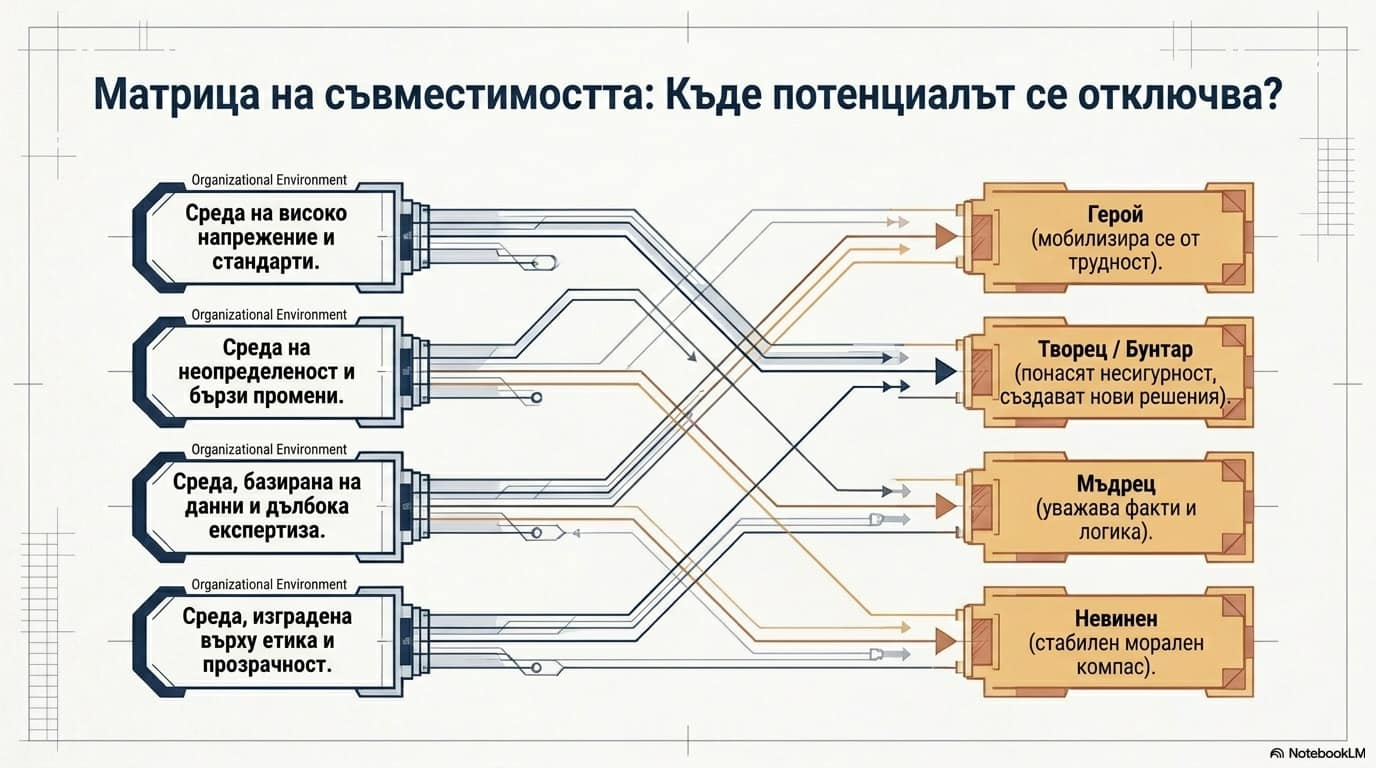 Матрица на съвместимостта: Къде потенциалът се отключва?
Organizational Environment
Среда на високо
напрежение и
стандарти.
Organizational Environment
Среда на
неопределеност и
бързи промени.
Organizational Environment
Среда, базирана на
данни и дълбока
експертиза.
Organizational Environment
Среда, изградена
върху етика и
прозрачност.
Герой
(мобилизира се от
трудност).
Творец / Бунтар
(понасят несигурност,
създават нови решения).
Мъдрец
(уважава факти и
логика).
Невинен
(стабилен морален
компас).
NotebookLM